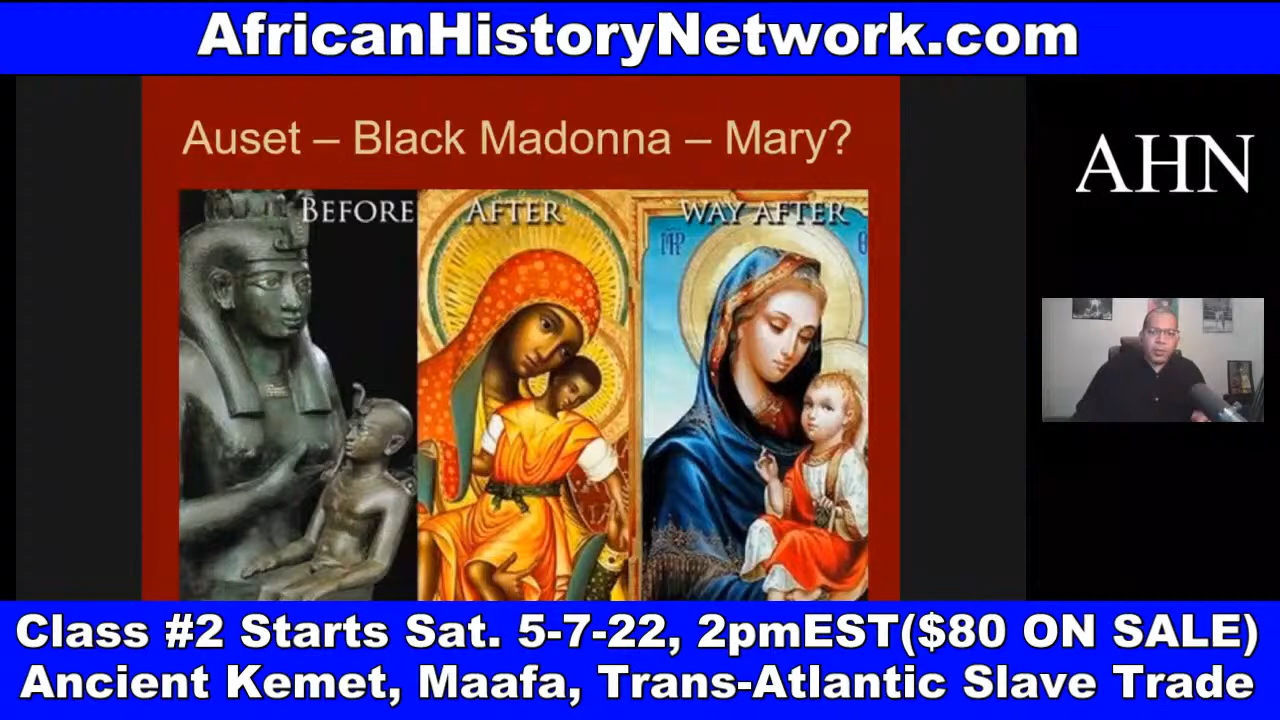 AfricanHistoryNetwork.com
Auset – Black Madonna – Mary?
BEFORE
AFTER
WAY AFTER
AHN
Class #2 Starts Sat. 5-7-22, 2pmEST($80 ON SALE)
Ancient Kemet, Maafa, Trans-Atlantic Slave Trade